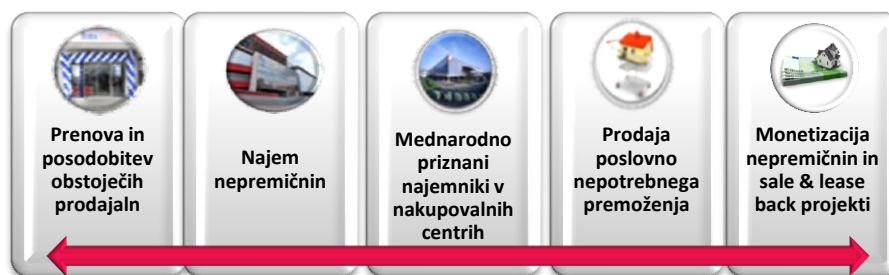 Prenova in
posodobitev
obstoječih
prodajaln
Najem
nepremičnin
Mednarodno
priznani
najemniki v
nakupovalnih
centrih
Prodaja
poslovno
nepotrebnega
premoženja
Monetizacija
nepremičnin in
sale & lease
back projekti